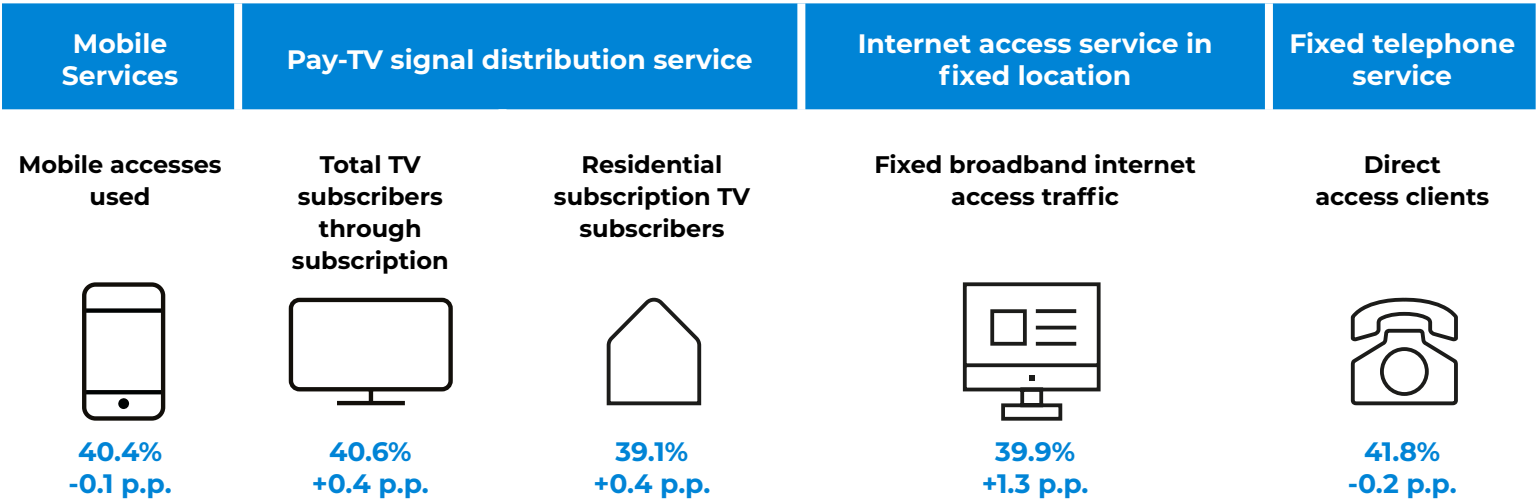 Mobile
Services
Pay-TV signal distribution service
Internet access service in
fixed location
Fixed telephone
service
Mobile accesses
used
Total TV
subscribers
through
subscription
Residential
subscription TV
subscribers
Fixed broadband internet
access traffic
Direct
access clients
40.4%
-0.1 p.p.
40.6%
+0.4 p.p.
39.1%
+0.4 p.p.
39.9%
+1.3 p.p.
41.8%
-0.2 p.p.